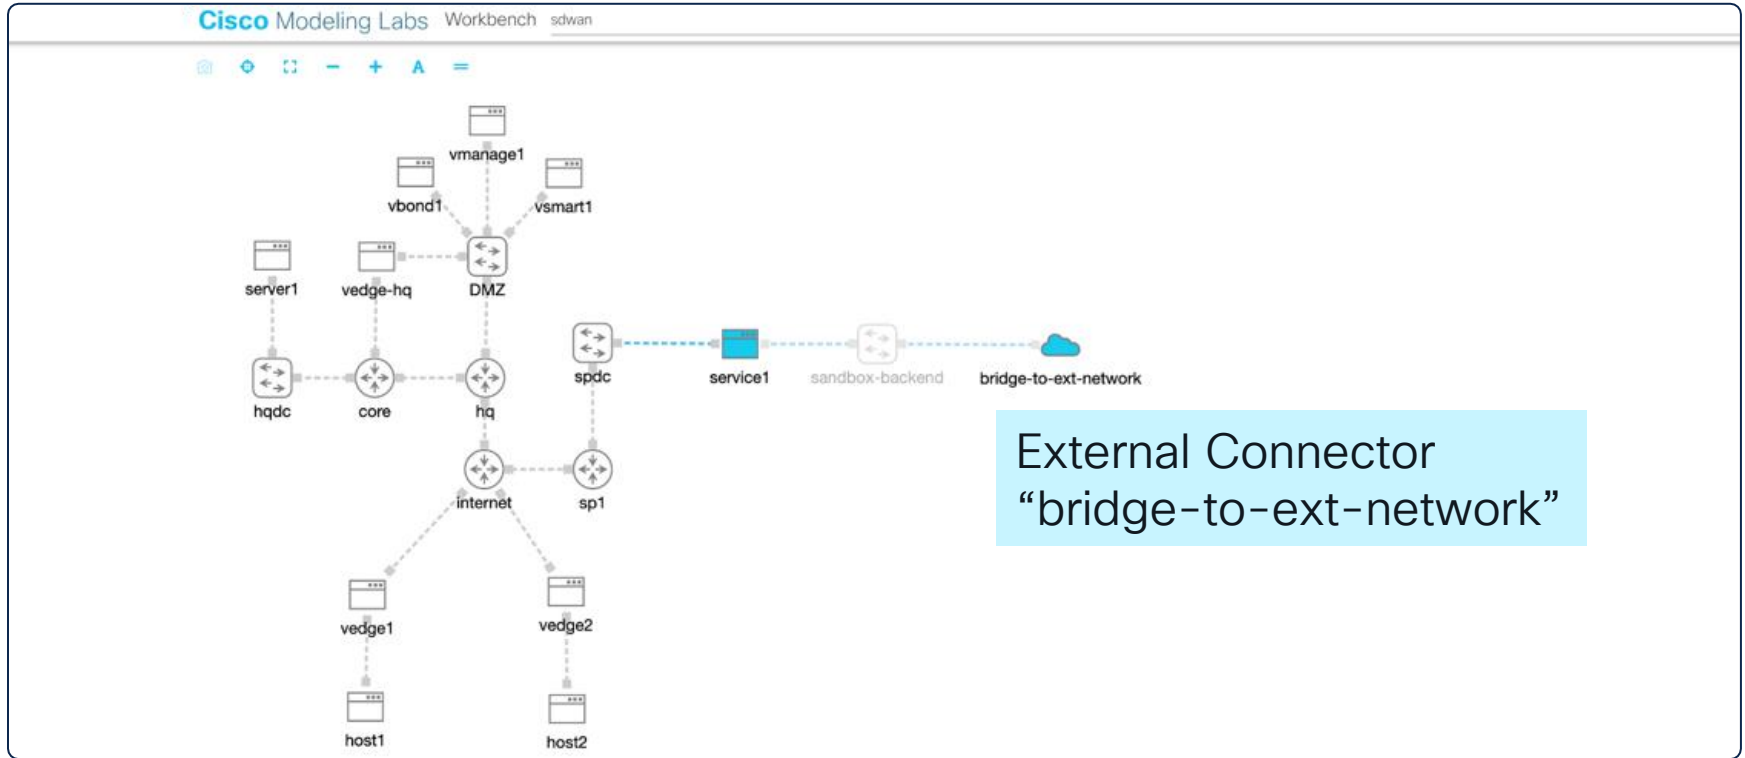 Cisco Modeling Labs Workbench sdwan
A
vmanage1
vbond1
vsmart1
server1
vedge-hq
DMZ
spdc
service1
sandbox-backend
bridge-to-ext-network
hqdc
core
hq
External Connector
“bridge-to-ext-network”
internet
sp1
vedge1
vedge2
host1
host2